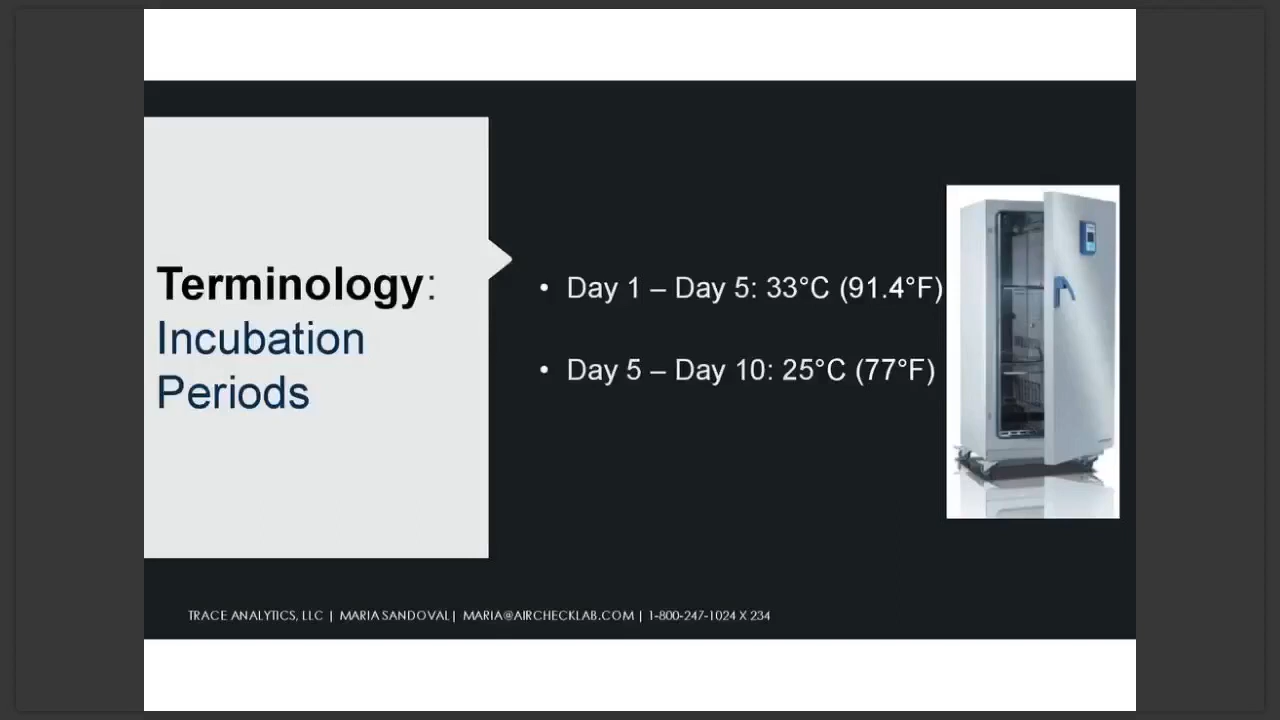 Terminology:
Incubation
Periods
• Day 1 – Day 5: 33°C (91.4°F)
• Day 5 – Day 10: 25°C (77°F)
TRACE ANALYTICS, LLC | MARIA SANDOVAL| MARIA@AIRCHECKLAB.COM | 1-800-247-1024 X 234